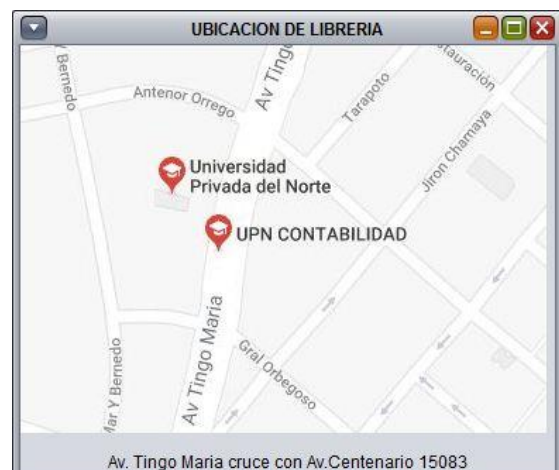 UBICACION DE LIBRERIA
Av Tingo
stauración
Antenor Orrego
Tarapoto
Jiron Chamaya
y Bernedo
Universidad
Privada del Norte
UPN CONTABILIDAD
Av Tingo Maria
Gral Orbegoso
Mar Y Bernedo
Av. Tingo Maria cruce con Av.Centenario 15083